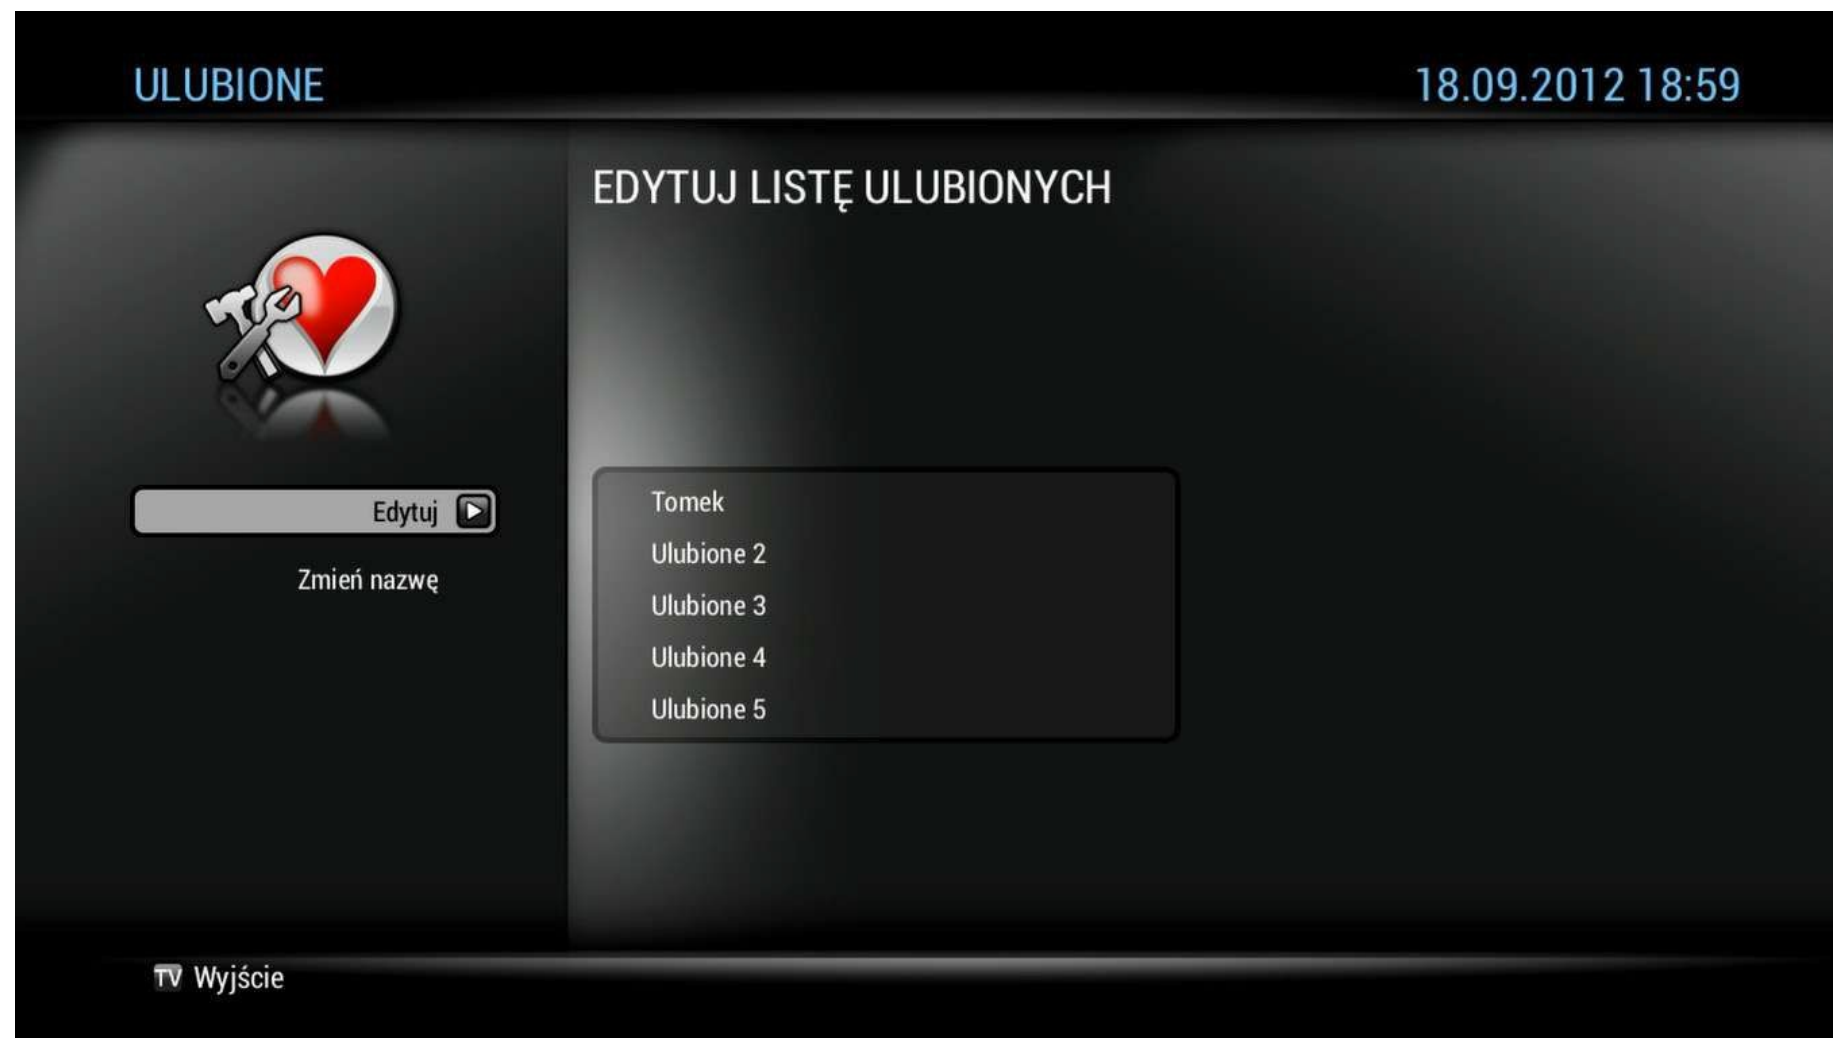 ULUBIONE
18.09.2012 18:59
EDYTUJ LISTĘ ULUBIONYCH
Edytuj
Zmień nazwę
Tomek
Ulubione 2
Ulubione 3
Ulubione 4
Ulubione 5
TV Wyjście